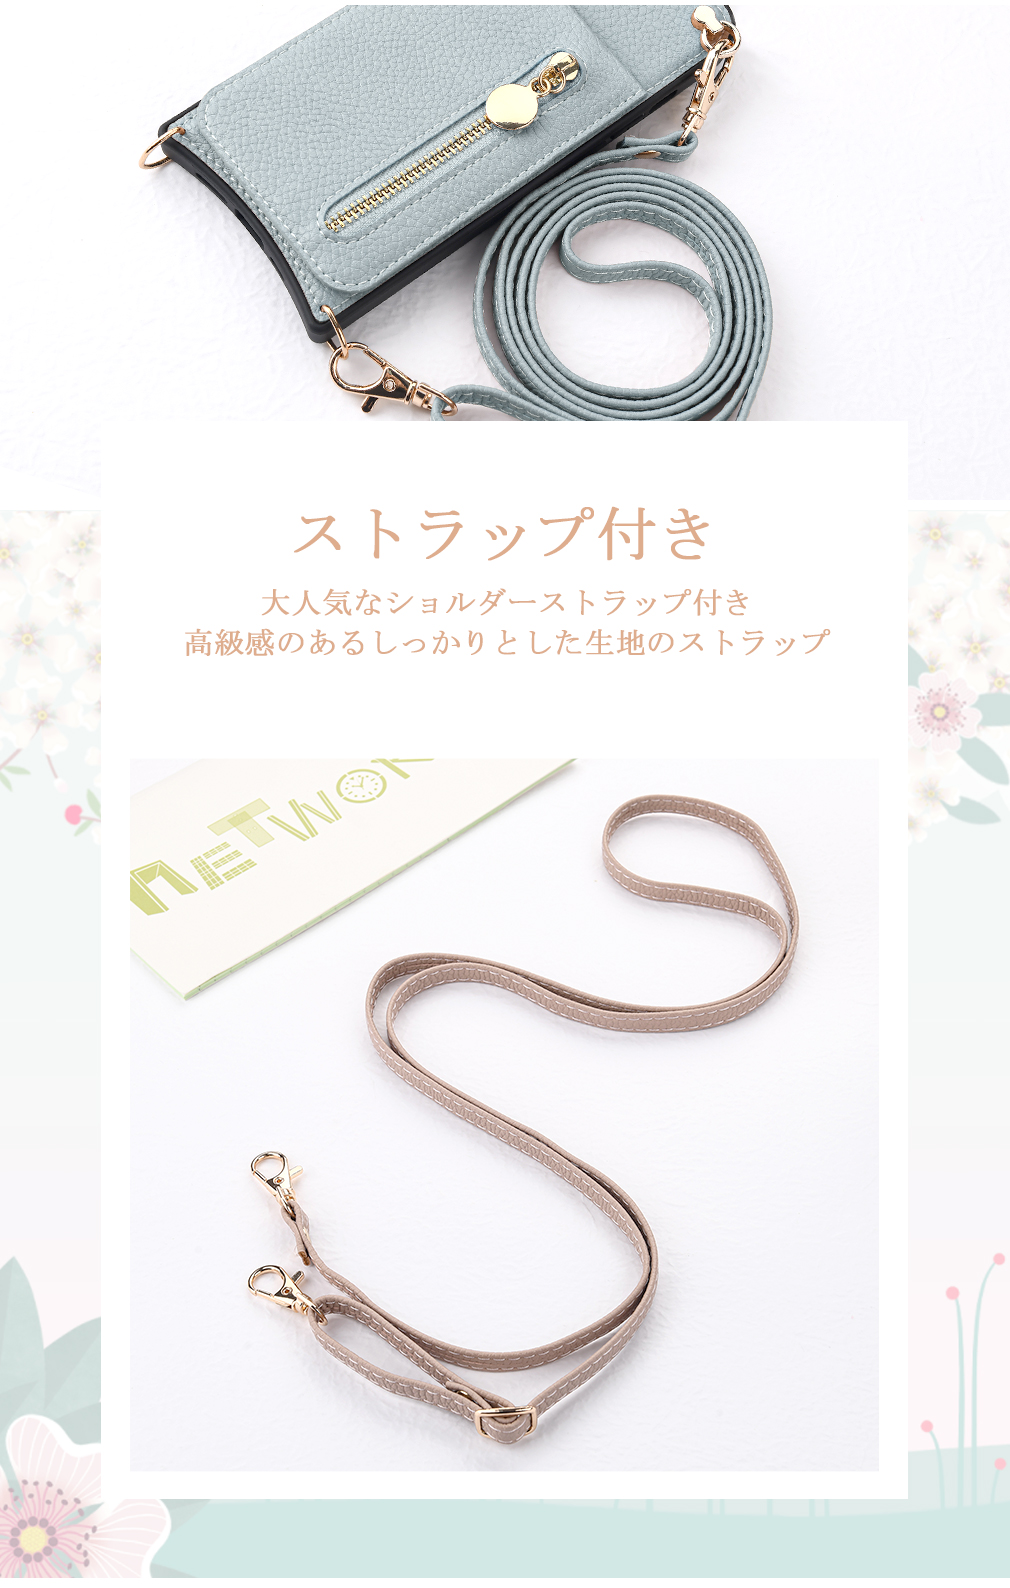 ストラップ付き
大人気なショルダーストラップ付き
高級感のあるしっかりとした生地のストラップ
NETWOR